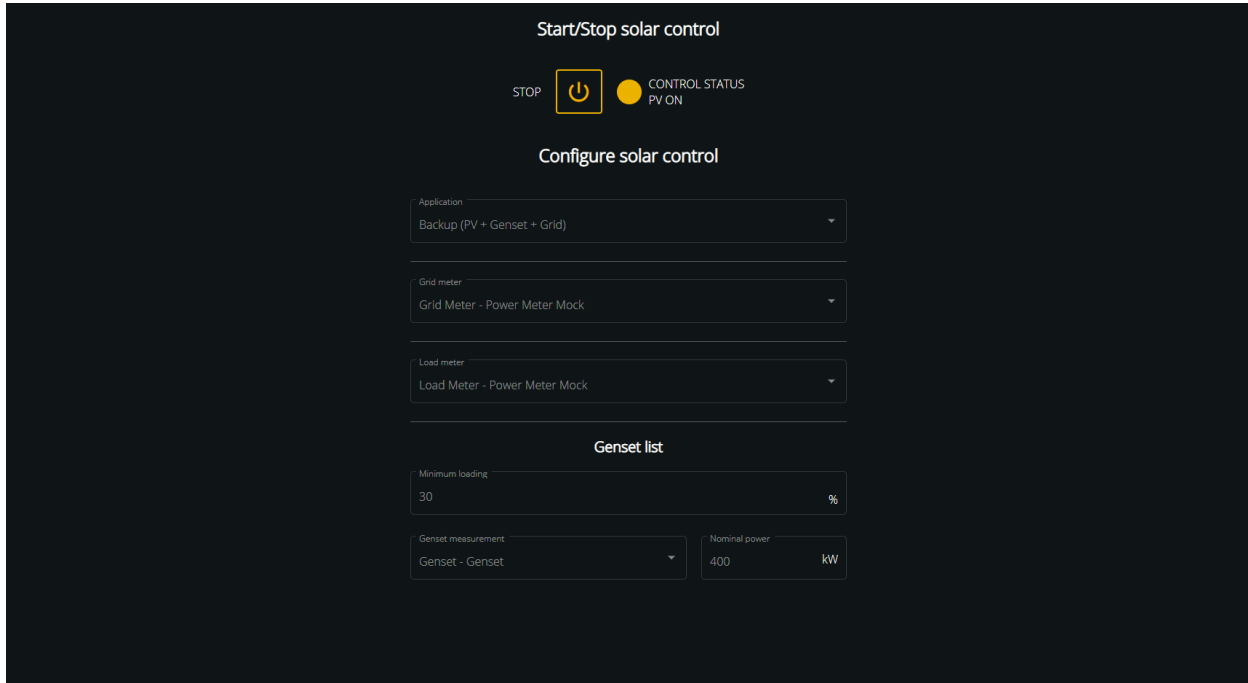 Start/Stop solar control
STOP
CONTROL STATUS
PV ON
Configure solar control
Application
Backup (PV + Genset + Grid)
Grid meter
Grid Meter - Power Meter Mock
Load meter
Load Meter - Power Meter Mock
Genset list
Minimum loading
30 %
Genset measurement
Genset - Genset
Nominal power
400 kW